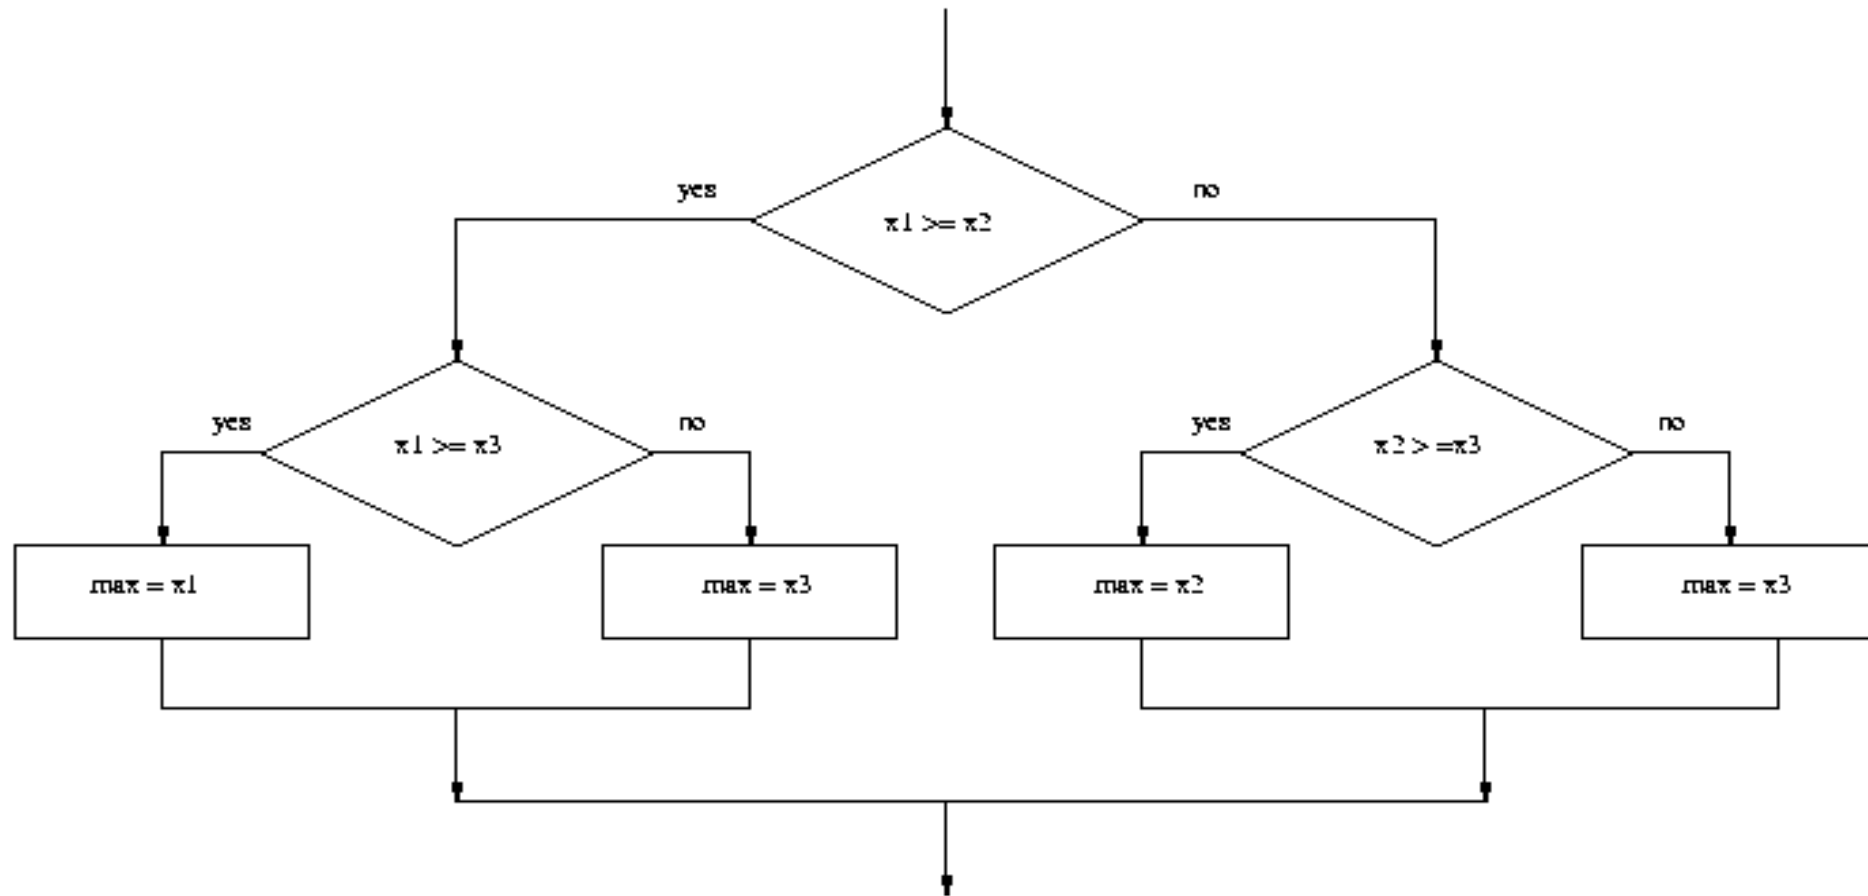 yes
no
x1 >= x2
yes
no
yes
no
x1 >= x3
x2 > =x3
max = x1
max = x3
max = x2
max = x3